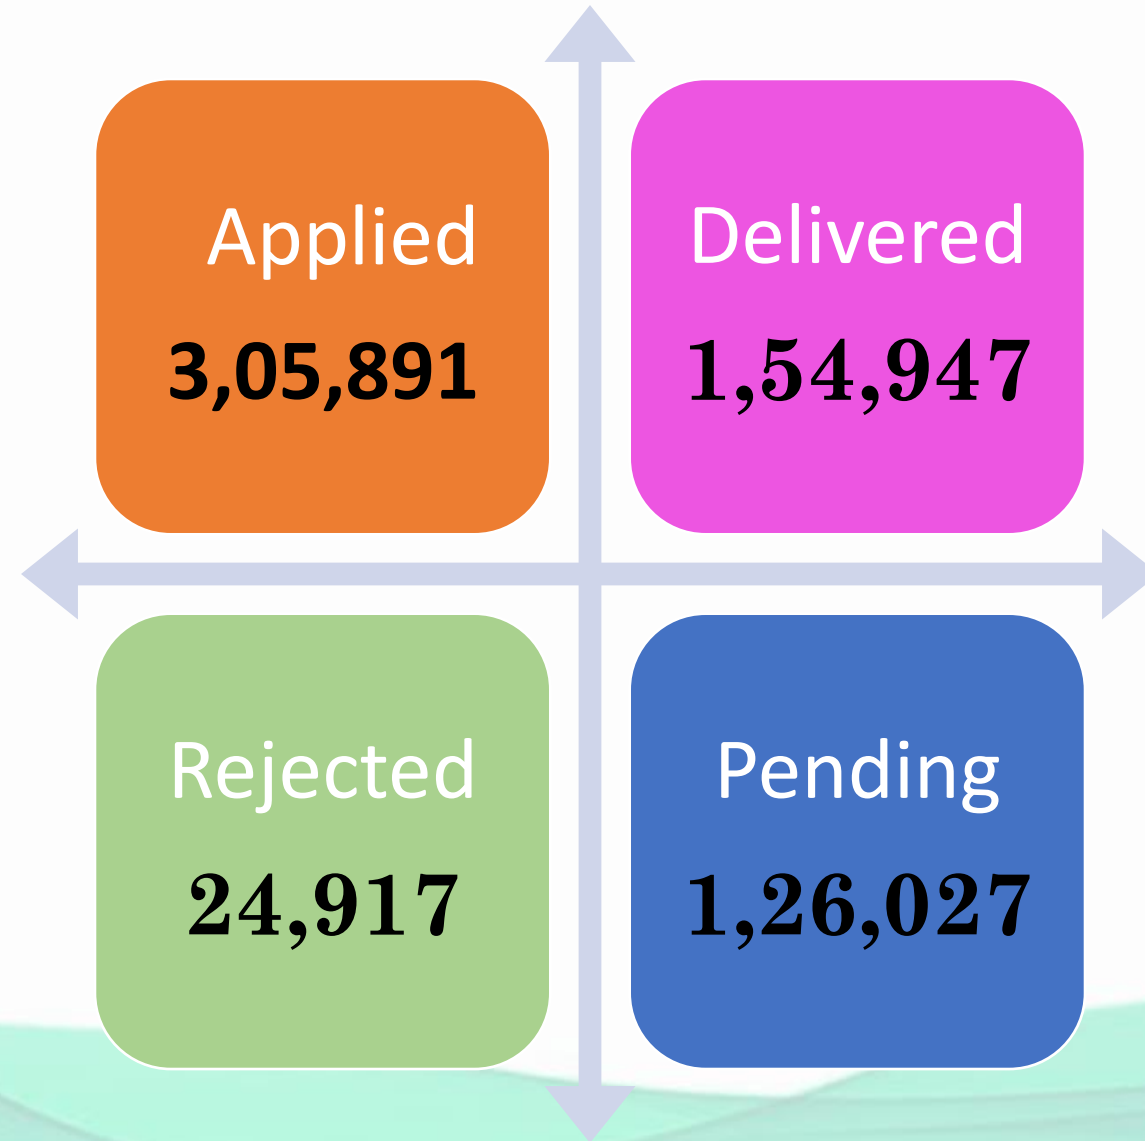 Applied
3,05,891
Delivered
1,54,947
Rejected
24,917
Pending
1,26,027